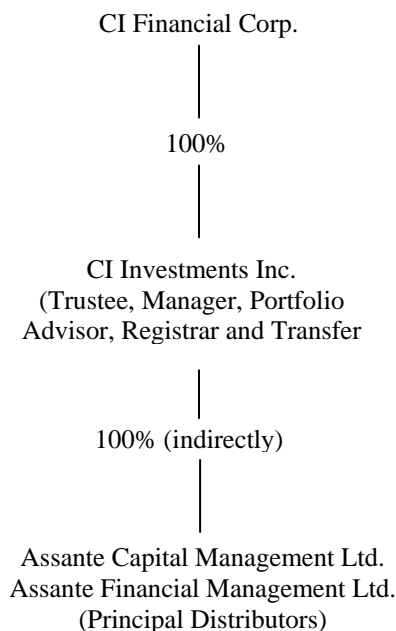 CI Financial Corp.
100%
CI Investments Inc.
(Trustee, Manager, Portfolio
Advisor, Registrar and Transfer
100% (indirectly)
Assante Capital Management Ltd.
Assante Financial Management Ltd.
(Principal Distributors)